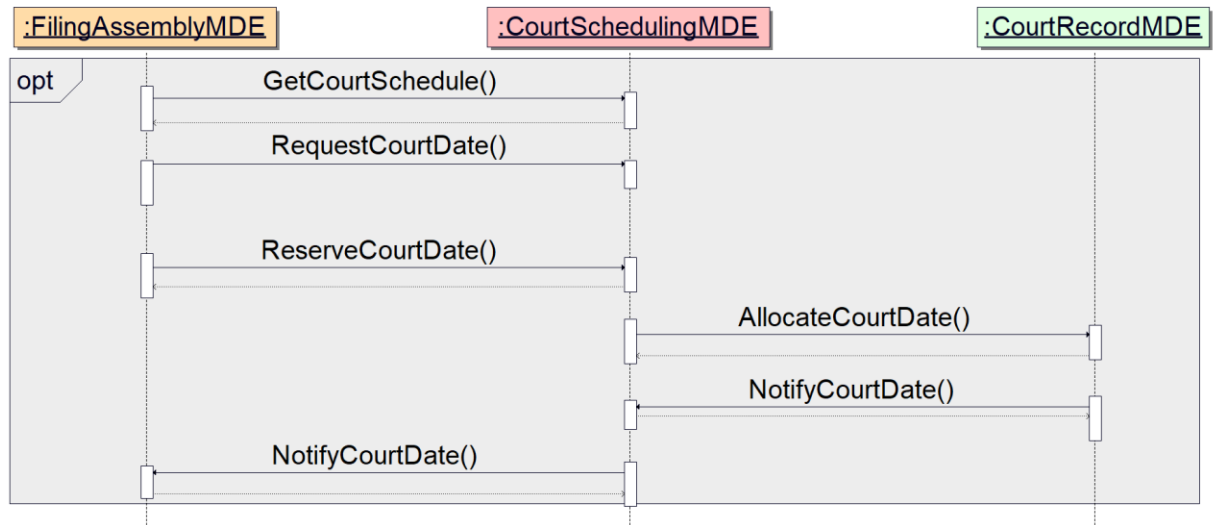 :FilingAssemblyMDE
:CourtSchedulingMDE
:CourtRecordMDE
opt
GetCourtSchedule()
RequestCourtDate()
ReserveCourtDate()
AllocateCourtDate()
NotifyCourtDate()
NotifyCourtDate()